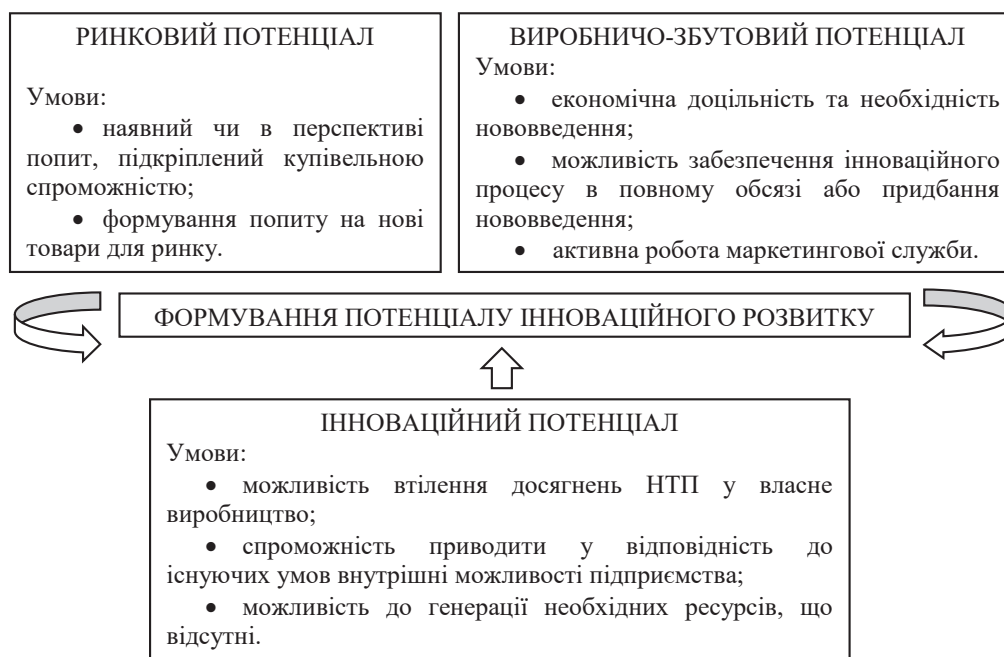 РИНКОВИЙ ПОТЕНЦІАЛ
Умови:
• наявний чи в перспективі
попит, підкріплений купівельною
спроможністю;
• формування попиту на нові
товари для ринку.
ВИРОБНИЧО-ЗБУТОВИЙ ПОТЕНЦІАЛ
Умови:
• економічна доцільність та необхідність
нововведення;
• можливість забезпечення інноваційного
процесу в повному обсязі або придбання
нововведення;
• активна робота маркетингової служби.
ФОРМУВАННЯ ПОТЕНЦІАЛУ ІННОВАЦІЙНОГО РОЗВИТКУ
ІННОВАЦІЙНИЙ ПОТЕНЦІАЛ
Умови:
• можливість втілення досягнень НТП у власне
виробництво;
• спроможність приводити у відповідність до
існуючих умов внутрішні можливості підприємства;
• можливість до генерації необхідних ресурсів, що
відсутні.